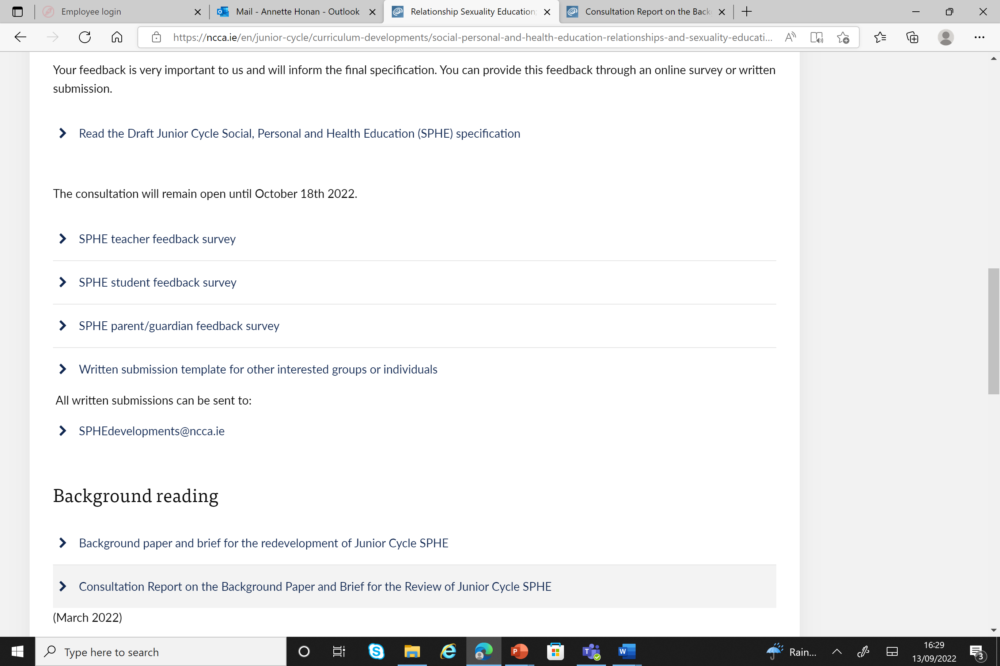 Employee login
Mail - Annette Honan - Outlook
Relationship Sexuality Education;
Consultation Report on the Back
https://ncca.ie/en/junior-cycle/curriculum-developments/social-personal-and-health-education-relationships-and-sexuality-educati...
Your feedback is very important to us and will inform the final specification. You can provide this feedback through an online survey or written
submission.
Read the Draft Junior Cycle Social, Personal and Health Education (SPHE) specification
The consultation will remain open until October 18th 2022.
SPHE teacher feedback survey
SPHE student feedback survey
SPHE parent/guardian feedback survey
Written submission template for other interested groups or individuals
All written submissions can be sent to:
SPHEdevelopments@ncca.ie
Background reading
Background paper and brief for the redevelopment of Junior Cycle SPHE
Consultation Report on the Background Paper and Brief for the Review of Junior Cycle SPHE
(March 2022)
Type here to search
Rain...
16:29
13/09/2022
3